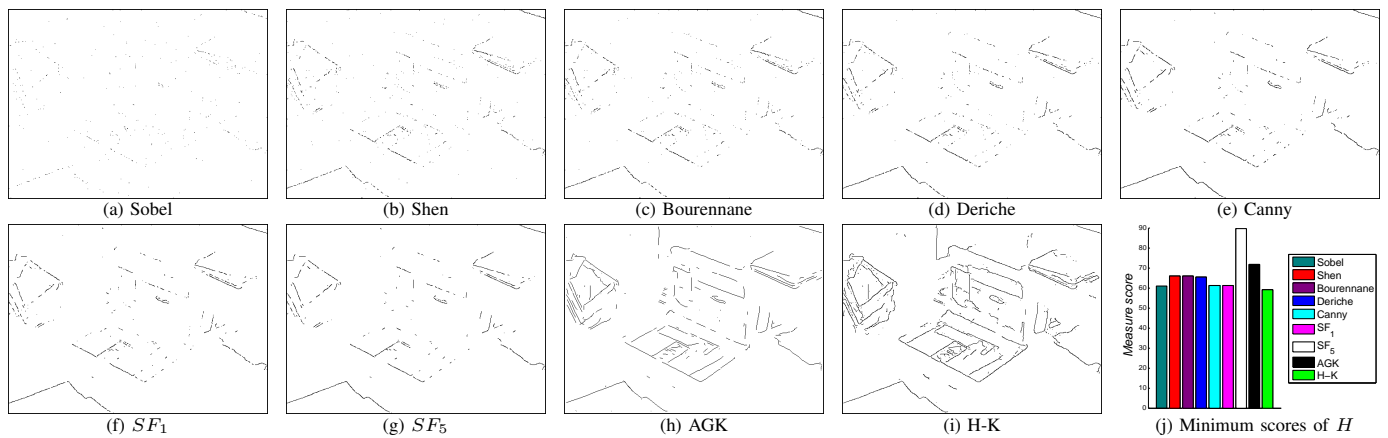 (a) Sobel
(b) Shen
(c) Bourennane
(d) Deriche
(e) Canny
(f) SF1
(g) SF5
(h) AGK
(i) H-K
90
80
70
60
50
40
30
20
10
0
Measure score
Sobel
Shen
Bourennane
Deriche
Canny
SF1
SF5
AGK
H-K
(j) Minimum scores of H